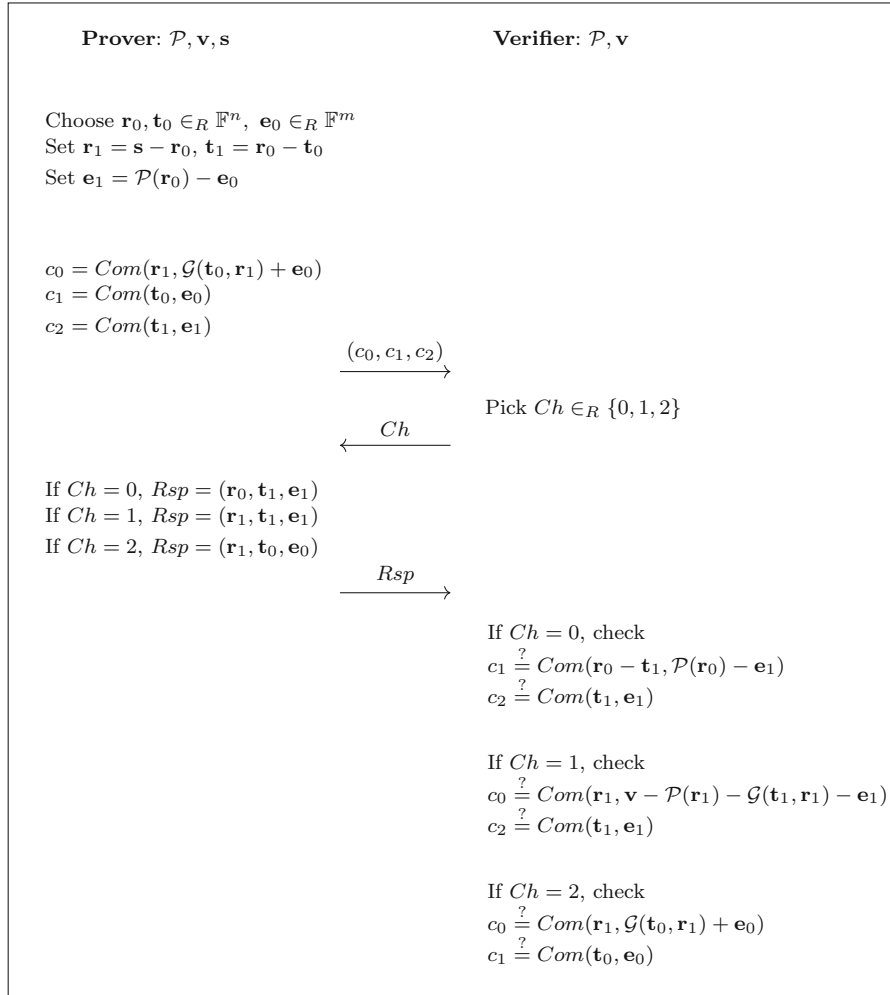 Prover: 𝒫, v, s
Verifier: 𝒫, v
Choose r₀, t₀ ∈_R 𝔽ⁿ, e₀ ∈_R 𝔽ᵐ
Set r₁ = s − r₀, t₁ = r₀ − t₀
Set e₁ = 𝒫(r₀) − e₀
c₀ = Com(r₁, 𝒢(t₀, r₁) + e₀)
c₁ = Com(t₀, e₀)
c₂ = Com(t₁, e₁)
(c₀, c₁, c₂)
Pick Ch ∈_R {0, 1, 2}
Ch
If Ch = 0, Rsp = (r₀, t₁, e₁)
If Ch = 1, Rsp = (r₁, t₁, e₁)
If Ch = 2, Rsp = (r₁, t₀, e₀)
Rsp
If Ch = 0, check
c₁ ≟ Com(r₀ − t₁, 𝒫(r₀) − e₁)
c₂ ≟ Com(t₁, e₁)
If Ch = 1, check
c₀ ≟ Com(r₁, v − 𝒫(r₁) − 𝒢(t₁, r₁) − e₁)
c₂ ≟ Com(t₁, e₁)
If Ch = 2, check
c₀ ≟ Com(r₁, 𝒢(t₀, r₁) + e₀)
c₁ ≟ Com(t₀, e₀)